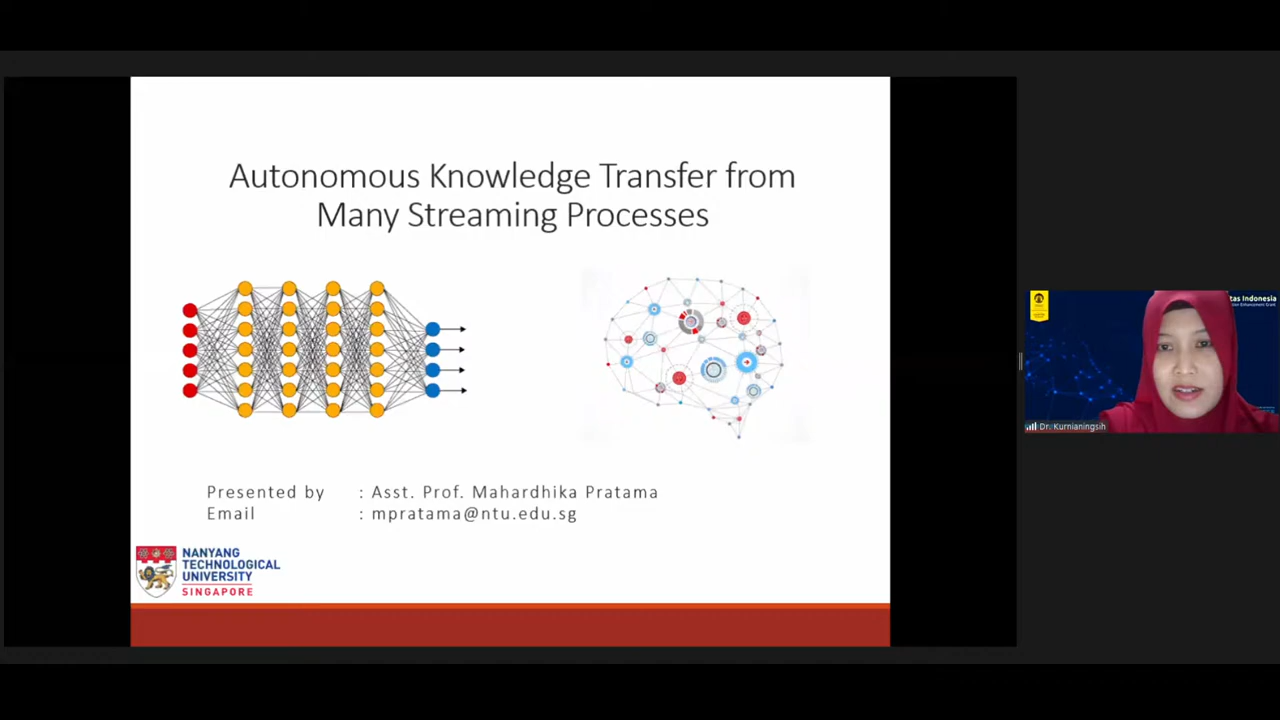 Autonomous Knowledge Transfer from
Many Streaming Processes
Presented by : Asst. Prof. Mahardhika Pratama
Email : mpratama@ntu.edu.sg
NANYANG
TECHNOLOGICAL
UNIVERSITY
SINGAPORE
tas Indonesia
Dr. Kurnianingsih